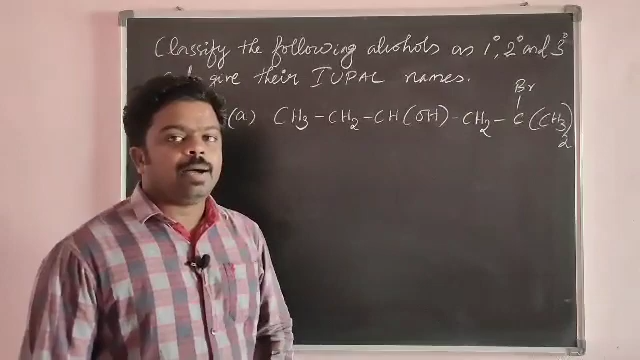 Classify the following alcohols as 1°, 2° and 3°
give their IUPAC names.
Br
|
(a) CH3 – CH2 – CH(OH) – CH2 – C(CH3)2